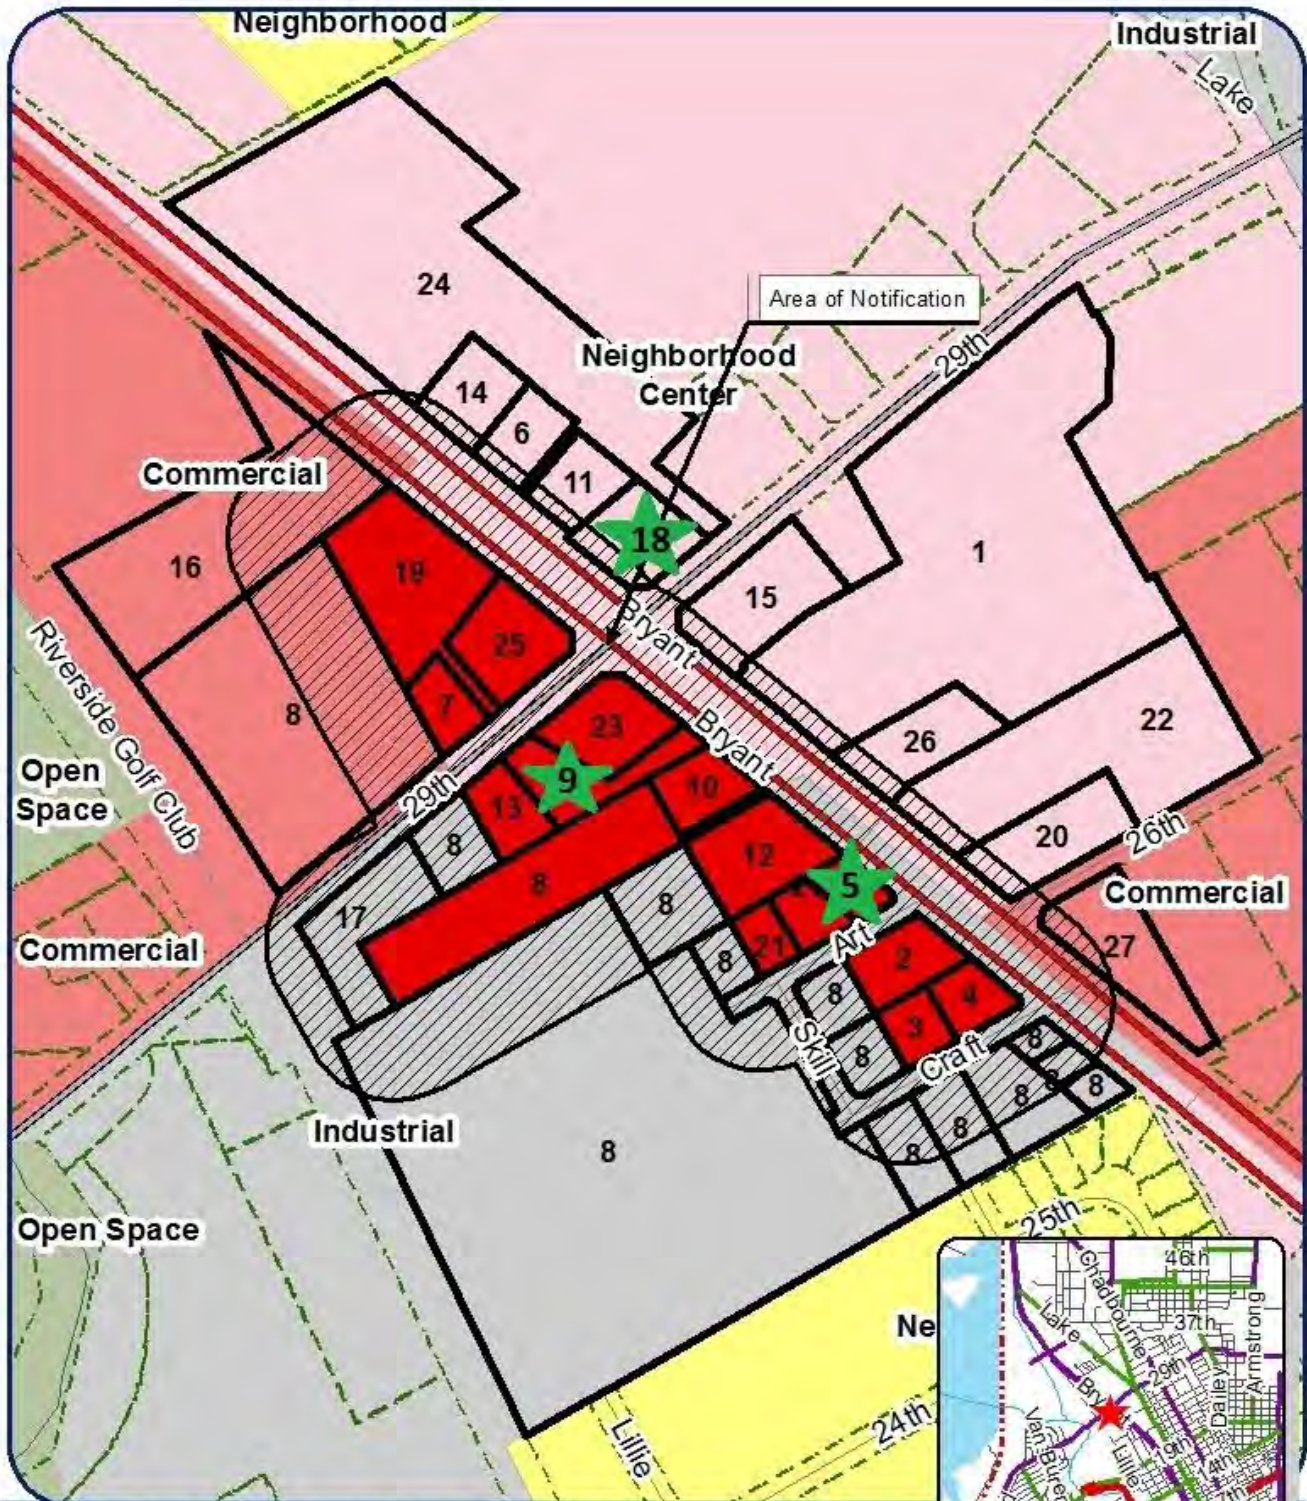 Neighborhood
Industrial
Lake
24
Area of Notification
Neighborhood
Center
29th
14
6
11
18
Commercial
16
19
15
1
Bryant
25
8
7
23
Bryant
26
22
Riverside Golf Club
Open
Space
29th
9
13
10
20
26th
8
12
5
Commercial
8
8
17
21
Art
27
Commercial
8
2
8
4
3
Skill
8
Craft
8
8
8
8
8
Industrial
8
Open Space
25th
Ne
24th
Lillie
46th
Chadbourne
Lake
37th
Armstrong
29th
Dailey
Van Buren
Lillie
19th
14th